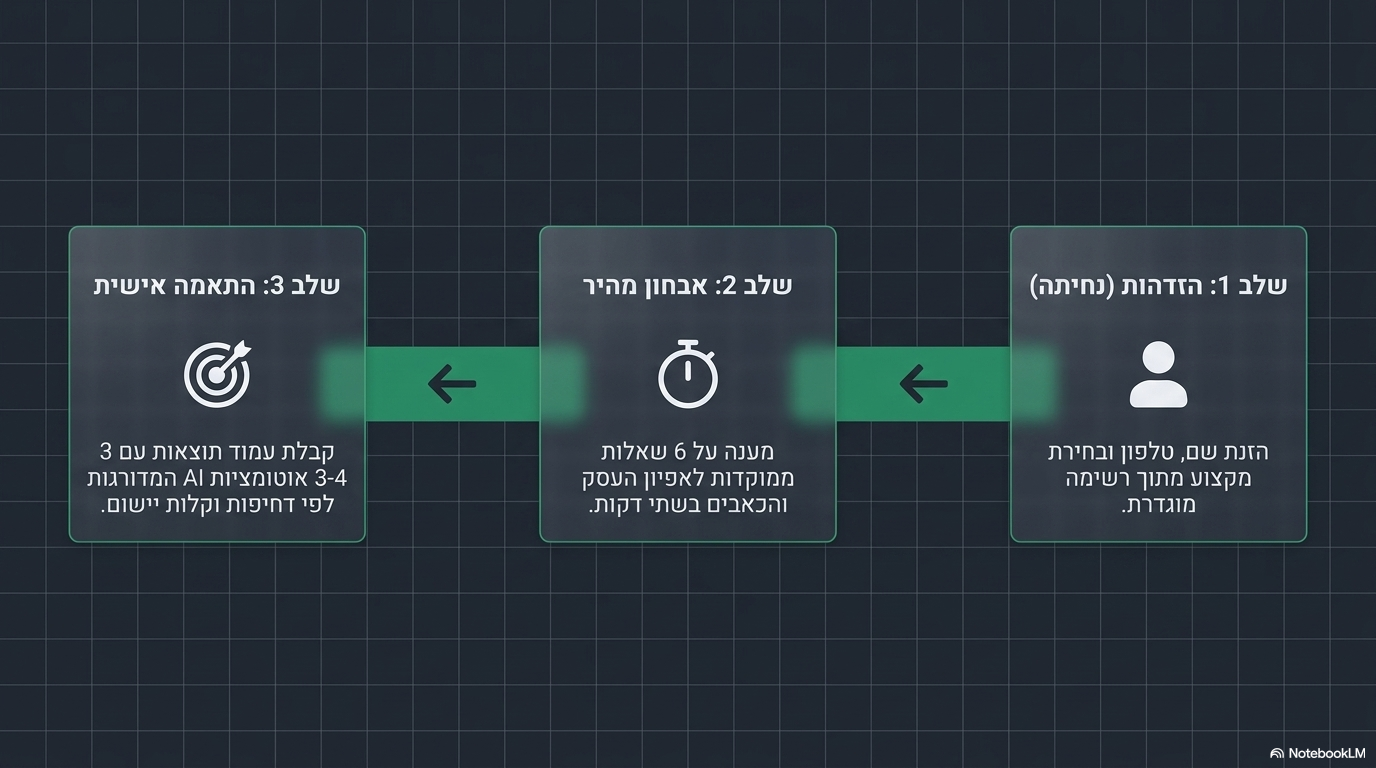 שלב 1: הזדהות (נחיתה)
הזנת שם, טלפון ובחירת
מקצוע מתוך רשימה
מוגדרת.
שלב 2: אבחון מהיר
מענה על 6 שאלות
ממוקדות לאפיון העסק
והכאבים בשתי דקות.
שלב 3: התאמה אישית
קבלת עמוד תוצאות עם 3
3-4 אוטומציות AI המדורגות
לפי דחיפות וקלות יישום.
NotebookLM